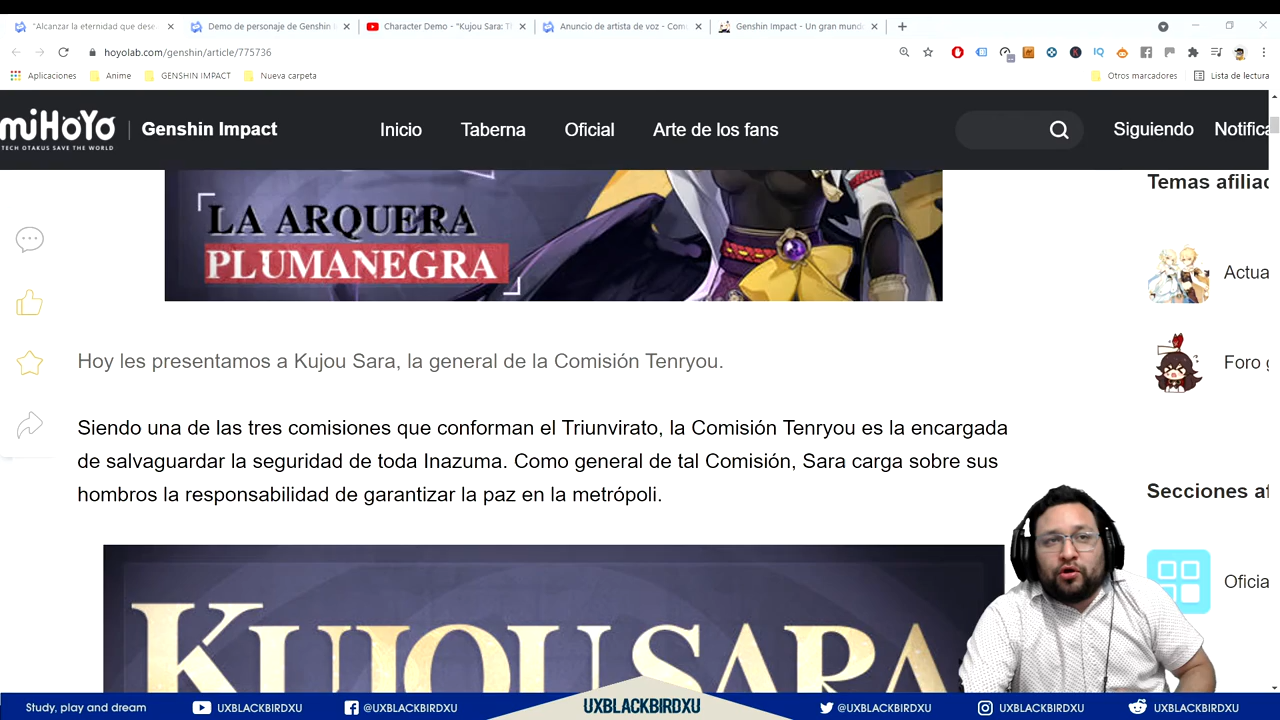 "Alcanzar la eternidad que dese
Demo de personaje de Genshin I
Character Demo - "Kujou Sara: Th
Anuncio de artista de voz - Com
Genshin Impact - Un gran mundo
hoyolab.com/genshin/article/775736
Aplicaciones
Anime
GENSHIN IMPACT
Nueva carpeta
Otros marcadores
Lista de lectura
miHoYo
TECH OTAKUS SAVE THE WORLD
Genshin Impact
Inicio
Taberna
Oficial
Arte de los fans
Siguiendo
Notifica
LA ARQUERA
PLUMANEGRA
Temas afiliad
Actua
Foro g
Hoy les presentamos a Kujou Sara, la general de la Comisión Tenryou.
Siendo una de las tres comisiones que conforman el Triunvirato, la Comisión Tenryou es la encargada
de salvaguardar la seguridad de toda Inazuma. Como general de tal Comisión, Sara carga sobre sus
hombros la responsabilidad de garantizar la paz en la metrópoli.
Secciones af
Oficia
KUJOU SARA
Study, play and dream
UXBLACKBIRDXU
@UXBLACKBIRDXU
UXBLACKBIRDXU
@UXBLACKBIRDXU
UXBLACKBIRDXU
UXBLACKBIRDXU